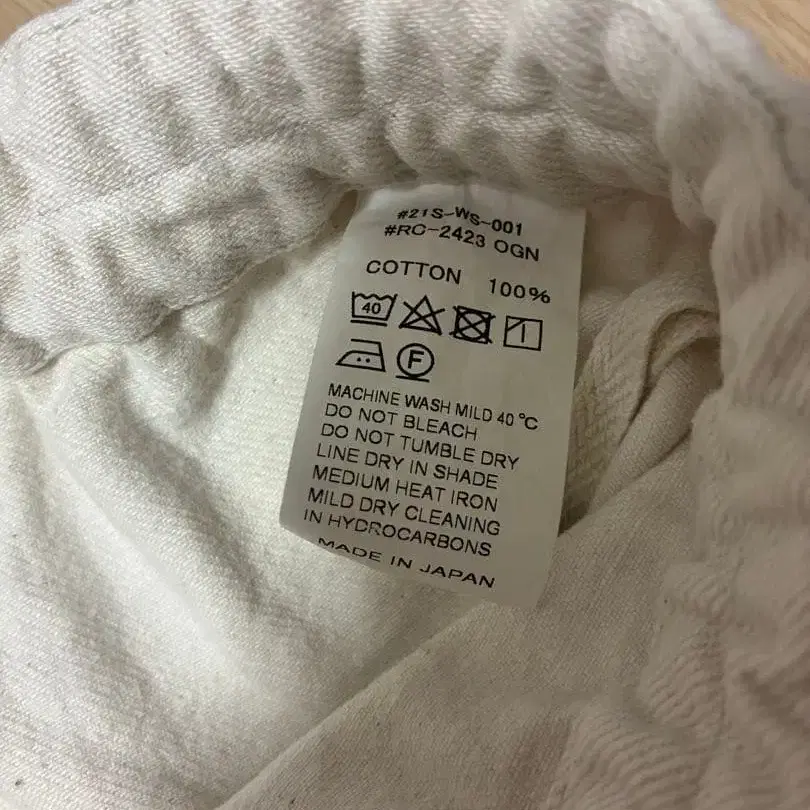 #21S-WS-001
#RC-2423 OGN
COTTON 100%
40
F
MACHINE WASH MILD 40 ℃
DO NOT BLEACH
DO NOT TUMBLE DRY
LINE DRY IN SHADE
MEDIUM HEAT IRON
MILD DRY CLEANING
IN HYDROCARBONS
MADE IN JAPAN